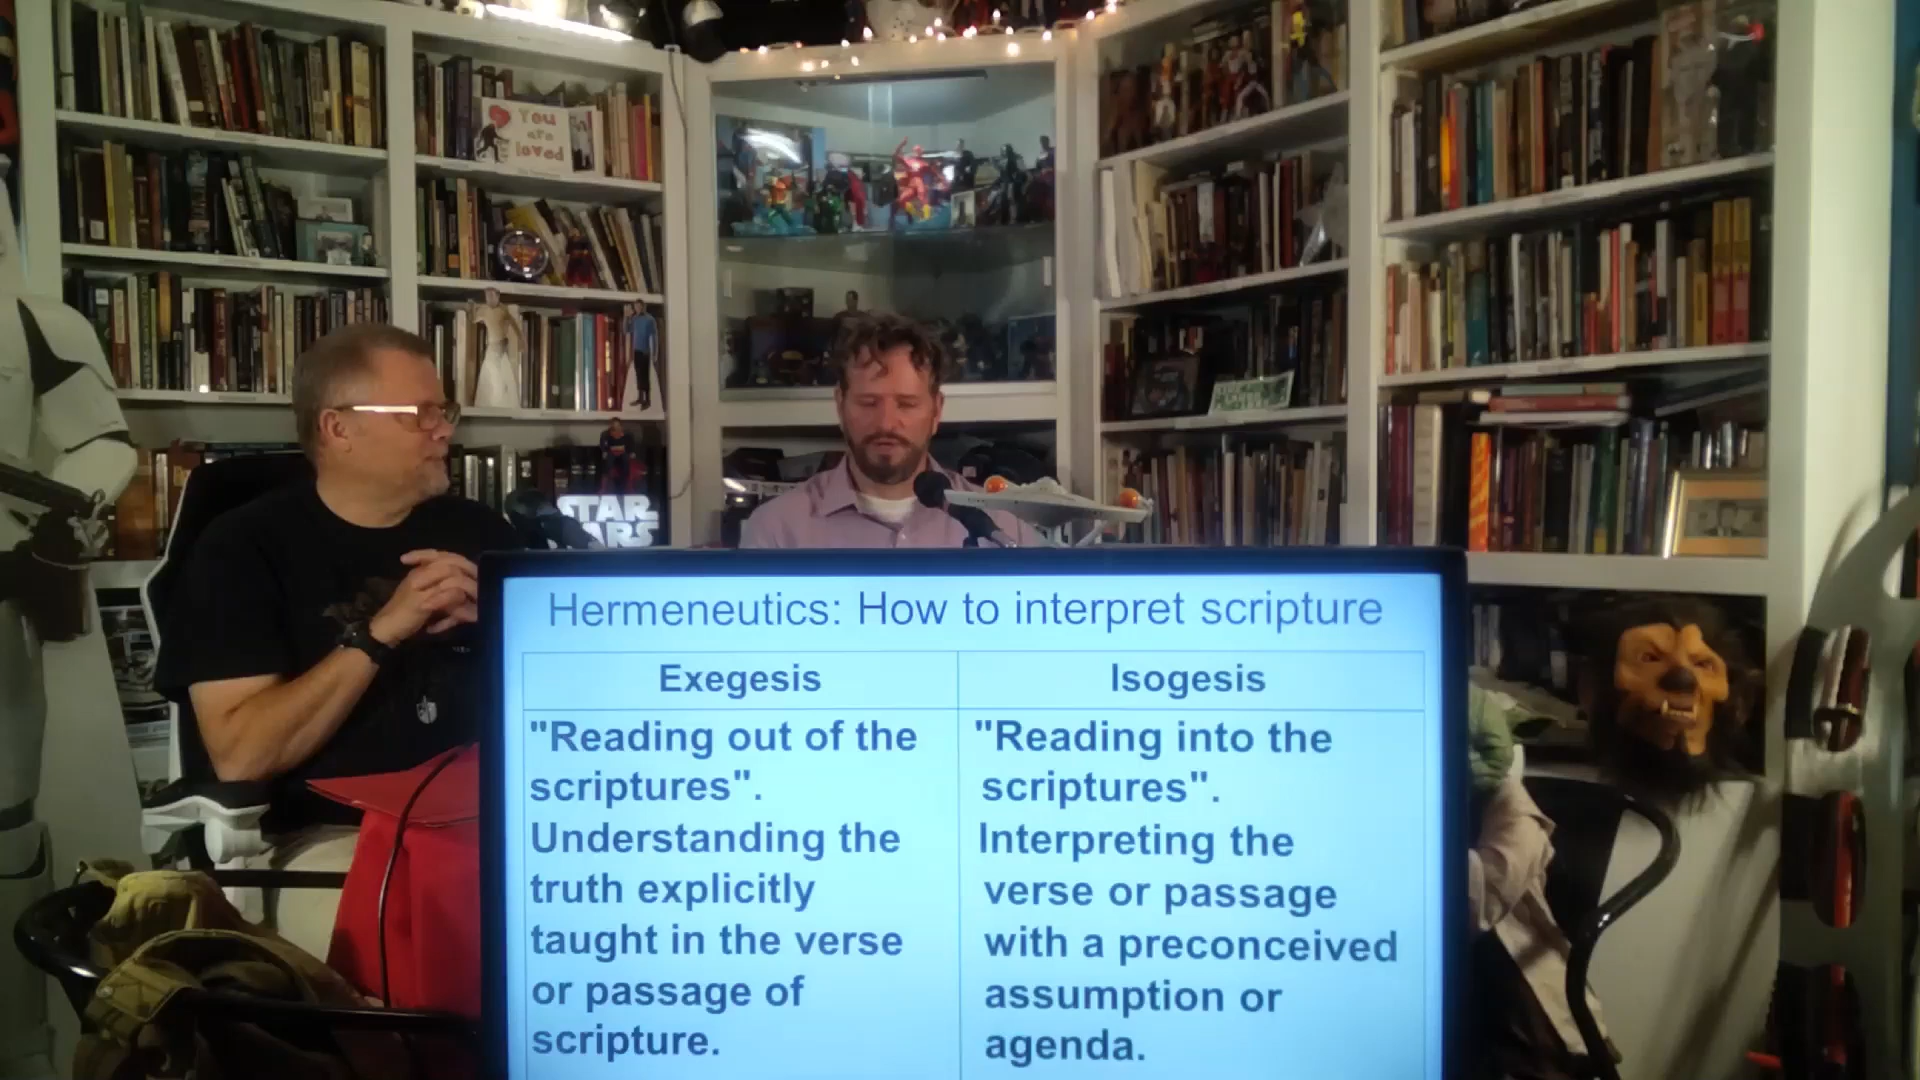 You
are
loved
STAR
WARS
Hermeneutics: How to interpret scripture
Exegesis
"Reading out of the
scriptures".
Understanding the
truth explicitly
taught in the verse
or passage of
scripture.
Isogesis
"Reading into the
scriptures".
Interpreting the
verse or passage
with a preconceived
assumption or
agenda.